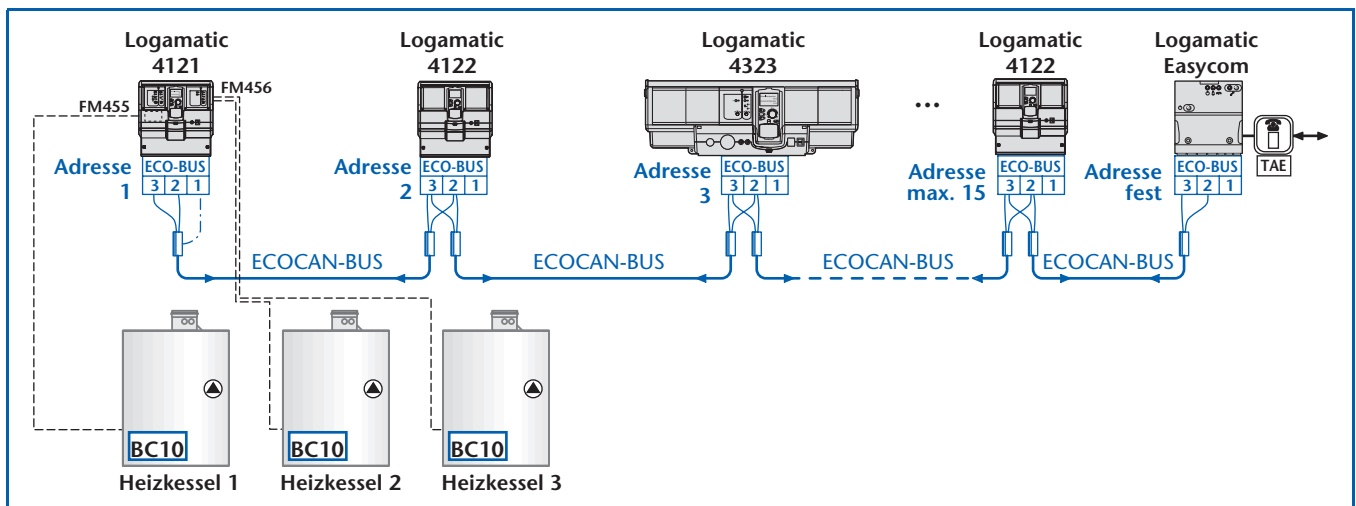 Logamatic
4121
Logamatic
4122
Logamatic
4323
Logamatic
4122
Logamatic
Easycom
FM455
FM456
...
TAE
Adresse
1
ECO-BUS
3 2 1
Adresse
2
ECO-BUS
3 2 1
Adresse
3
ECO-BUS
3 2 1
Adresse
max. 15
ECO-BUS
3 2 1
Adresse
fest
ECO-BUS
3 2 1
ECOCAN-BUS
ECOCAN-BUS
ECOCAN-BUS
ECOCAN-BUS
BC10
BC10
BC10
Heizkessel 1
Heizkessel 2
Heizkessel 3